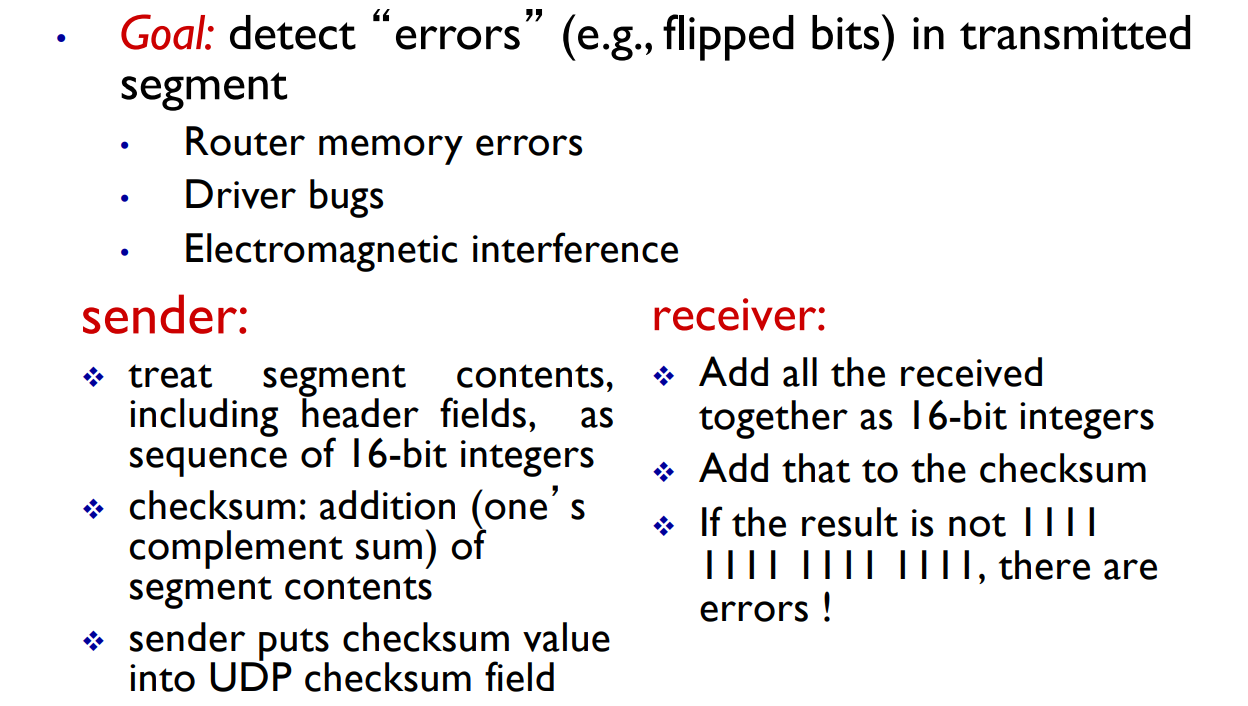 • Goal: detect “errors” (e.g., flipped bits) in transmitted
segment
• Router memory errors
• Driver bugs
• Electromagnetic interference
sender:
❖ treat segment contents,
including header fields, as
sequence of 16-bit integers
❖ checksum: addition (one’s
complement sum) of
segment contents
❖ sender puts checksum value
into UDP checksum field
receiver:
❖ Add all the received
together as 16-bit integers
❖ Add that to the checksum
❖ If the result is not 1111
1111 1111 1111, there are
errors !